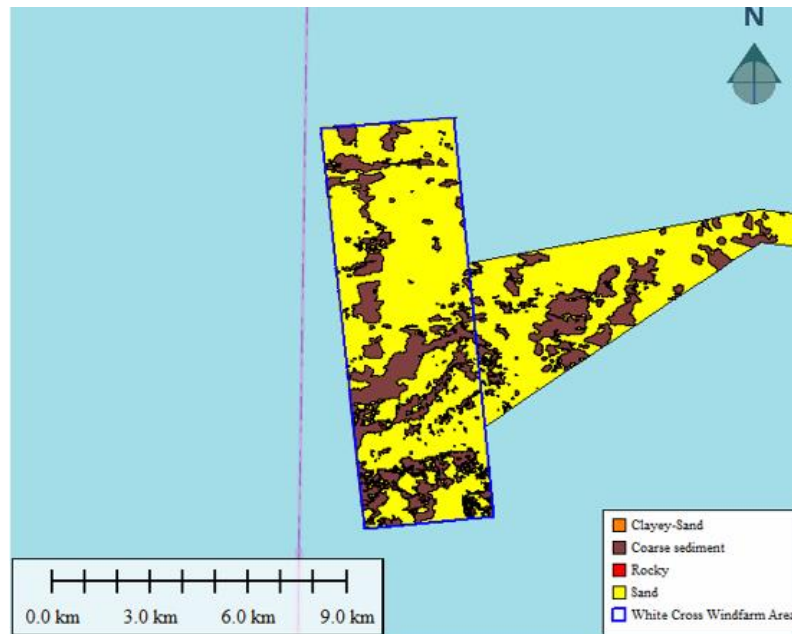 N
Clayey-Sand
Coarse sediment
Rocky
Sand
White Cross Windfarm Area
0.0 km 3.0 km 6.0 km 9.0 km